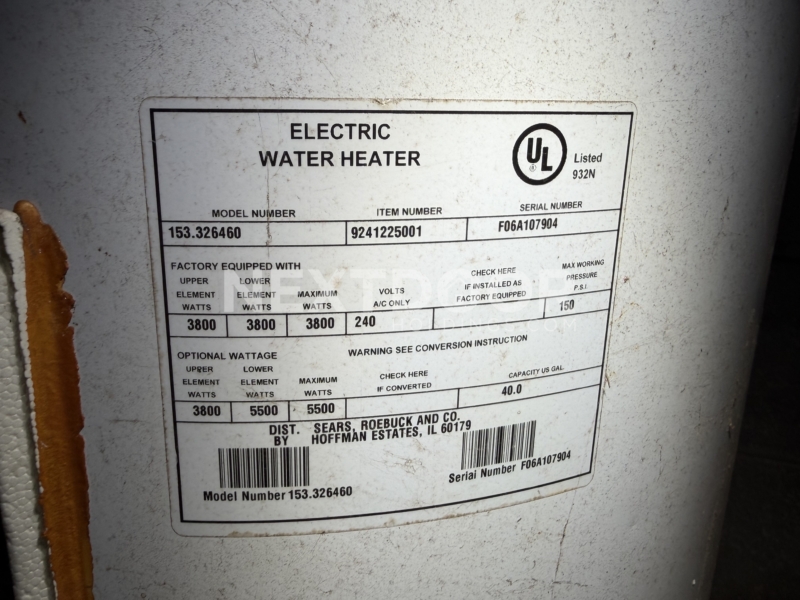 ELECTRIC
WATER HEATER
UL
Listed
932N
MODEL NUMBER ITEM NUMBER SERIAL NUMBER
153.326460 9241225001 F06A107904
FACTORY EQUIPPED WITH
UPPER ELEMENT WATTS LOWER ELEMENT WATTS MAXIMUM WATTS VOLTS A/C ONLY CHECK HERE IF INSTALLED AS FACTORY EQUIPPED MAX WORKING PRESSURE P.S.I.
3800 3800 3800 240 150
OPTIONAL WATTAGE WARNING SEE CONVERSION INSTRUCTION
UPPER ELEMENT WATTS LOWER ELEMENT WATTS MAXIMUM WATTS CHECK HERE IF CONVERTED CAPACITY US GAL.
3800 5500 5500 40.0
DIST. BY SEARS, ROEBUCK AND CO.
HOFFMAN ESTATES, IL 60179
Model Number 153.326460
Serial Number F06A107904